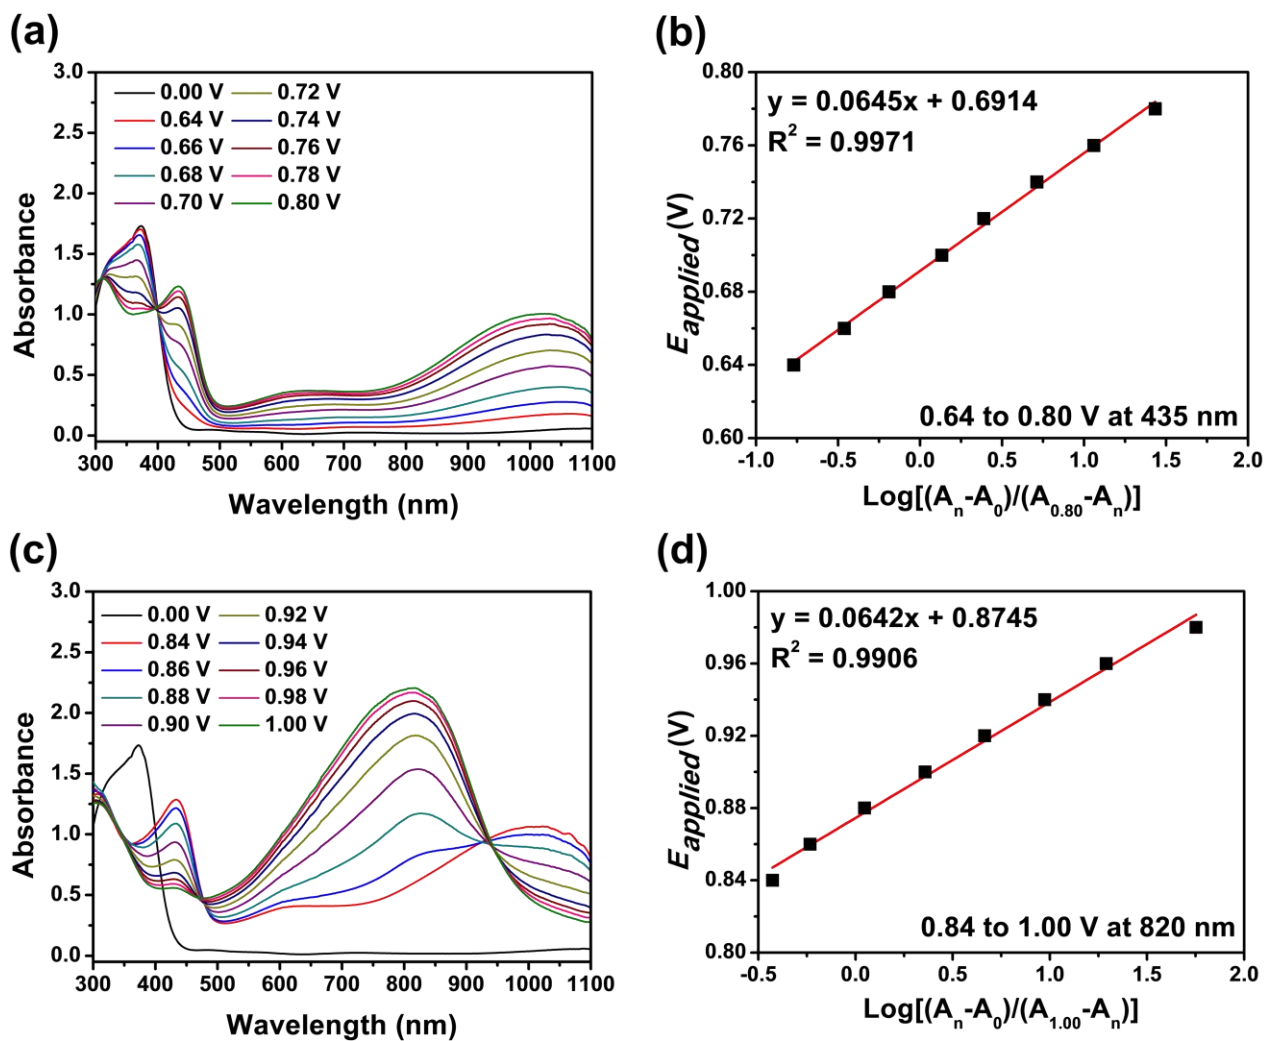 (a)
3.0
2.5
2.0
1.5
1.0
0.5
0.0
Absorbance
0.00 V 0.72 V
0.64 V 0.74 V
0.66 V 0.76 V
0.68 V 0.78 V
0.70 V 0.80 V
300 400 500 600 700 800 900 1000 1100
Wavelength (nm)
(b)
0.80
0.76
0.72
0.68
0.64
0.60
E_applied (V)
y = 0.0645x + 0.6914
R² = 0.9971
0.64 to 0.80 V at 435 nm
-1.0 -0.5 0.0 0.5 1.0 1.5 2.0
Log[(Aₙ-A₀)/(A₀.₈₀-Aₙ)]
(c)
3.0
2.5
2.0
1.5
1.0
0.5
0.0
Absorbance
0.00 V 0.92 V
0.84 V 0.94 V
0.86 V 0.96 V
0.88 V 0.98 V
0.90 V 1.00 V
300 400 500 600 700 800 900 1000 1100
Wavelength (nm)
(d)
1.00
0.96
0.92
0.88
0.84
0.80
E_applied (V)
y = 0.0642x + 0.8745
R² = 0.9906
0.84 to 1.00 V at 820 nm
-0.5 0.0 0.5 1.0 1.5 2.0
Log[(Aₙ-A₀)/(A₁.₀₀-Aₙ)]